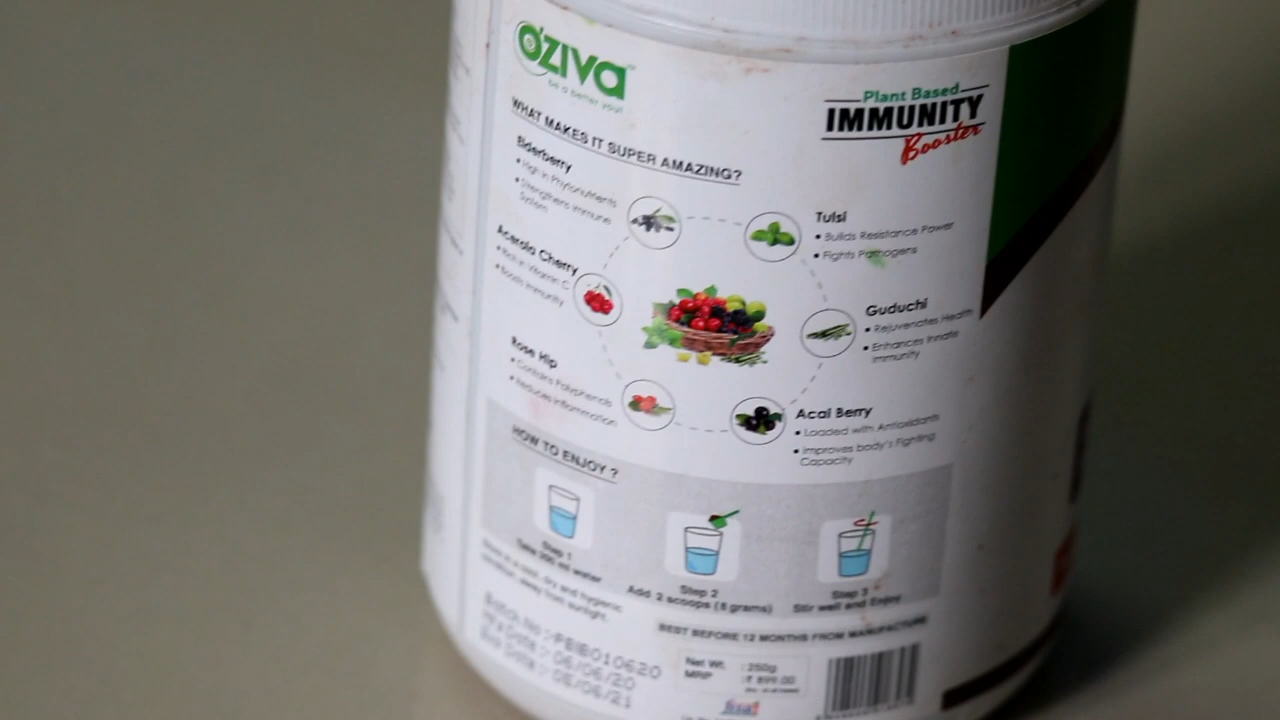 O'ZIVA
be a better you!
Plant Based
IMMUNITY
Booster
WHAT MAKES IT SUPER AMAZING?
Elderberry
• High in Phytonutrients
• Strengthens Immune
System
Tulsi
• Builds Resistance Power
• Fights Pathogens
Acerola Cherry
• Rich in Vitamin C
• Boosts Immunity
Guduchi
• Rejuvenates Health
• Enhances Innate
Immunity
Rose Hip
• Contains Polyphenols
• Reduces Inflammation
Acai Berry
• Loaded with Antioxidants
• Improves body's Fighting
Capacity
HOW TO ENJOY ?
Step 1
Take 200 ml water
Step 2
Add 2 scoops (8 grams)
Step 3
Stir well and Enjoy
cool, dry and hygienic
away from sunlight.
BEST BEFORE 12 MONTHS FROM MANUFACTURE
Batch No :-PBIB010620
Mfg Date :- 06/06/20
Exp Date :- 05/06/21
Net Wt. : 250g
MRP : ₹ 899.00
fssai